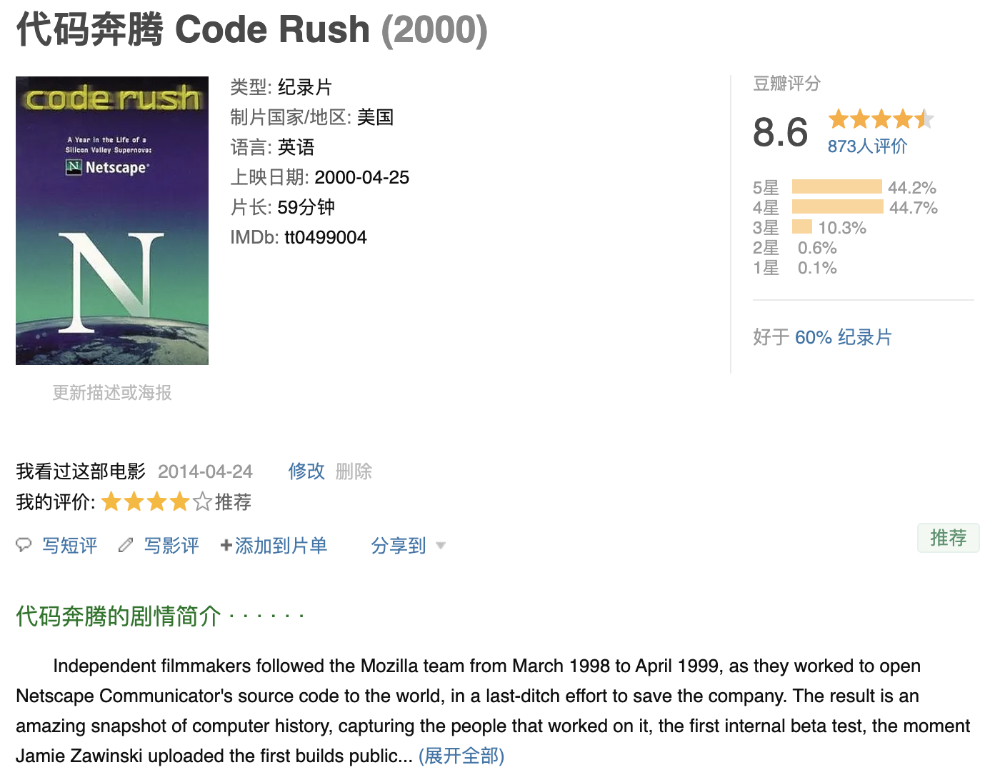 代码奔腾 Code Rush (2000)
code rush
A Year in the Life of a
Silicon Valley Supernova:
N Netscape®
N
更新描述或海报
类型: 纪录片
制片国家/地区: 美国
语言: 英语
上映日期: 2000-04-25
片长: 59分钟
IMDb: tt0499004
豆瓣评分
8.6
873人评价
5星 44.2%
4星 44.7%
3星 10.3%
2星 0.6%
1星 0.1%
好于 60% 纪录片
我看过这部电影 2014-04-24 修改 删除
我的评价: 推荐
写短评 写影评 +添加到片单 分享到
推荐
代码奔腾的剧情简介 · · · · · ·
Independent filmmakers followed the Mozilla team from March 1998 to April 1999, as they worked to open
Netscape Communicator's source code to the world, in a last-ditch effort to save the company. The result is an
amazing snapshot of computer history, capturing the people that worked on it, the first internal beta test, the moment
Jamie Zawinski uploaded the first builds public... (展开全部)